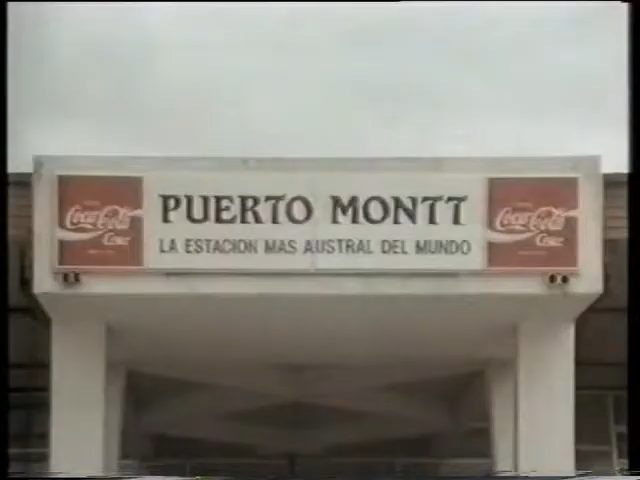 PUERTO MONTT
LA ESTACION MAS AUSTRAL DEL MUNDO
Coca-Cola
Coke
Coca-Cola
Coke